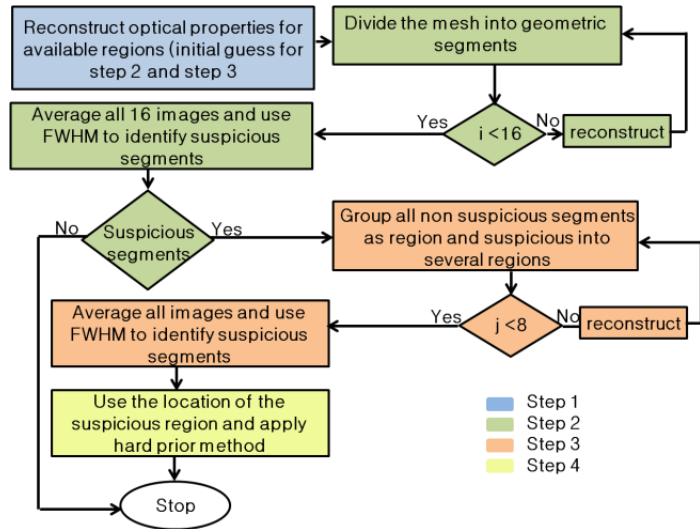 Reconstruct optical properties for
available regions (initial guess for
step 2 and step 3
Divide the mesh into geometric
segments
Average all 16 images and use
FWHM to identify suspicious
segments
Yes
i <16
No
reconstruct
No
Suspicious
segments
Yes
Group all non suspicious segments
as region and suspicious into
several regions
Average all images and use
FWHM to identify suspicious
segments
Yes
j <8
No
reconstruct
Use the location of the
suspicious region and apply
hard prior method
Stop
Step 1
Step 2
Step 3
Step 4